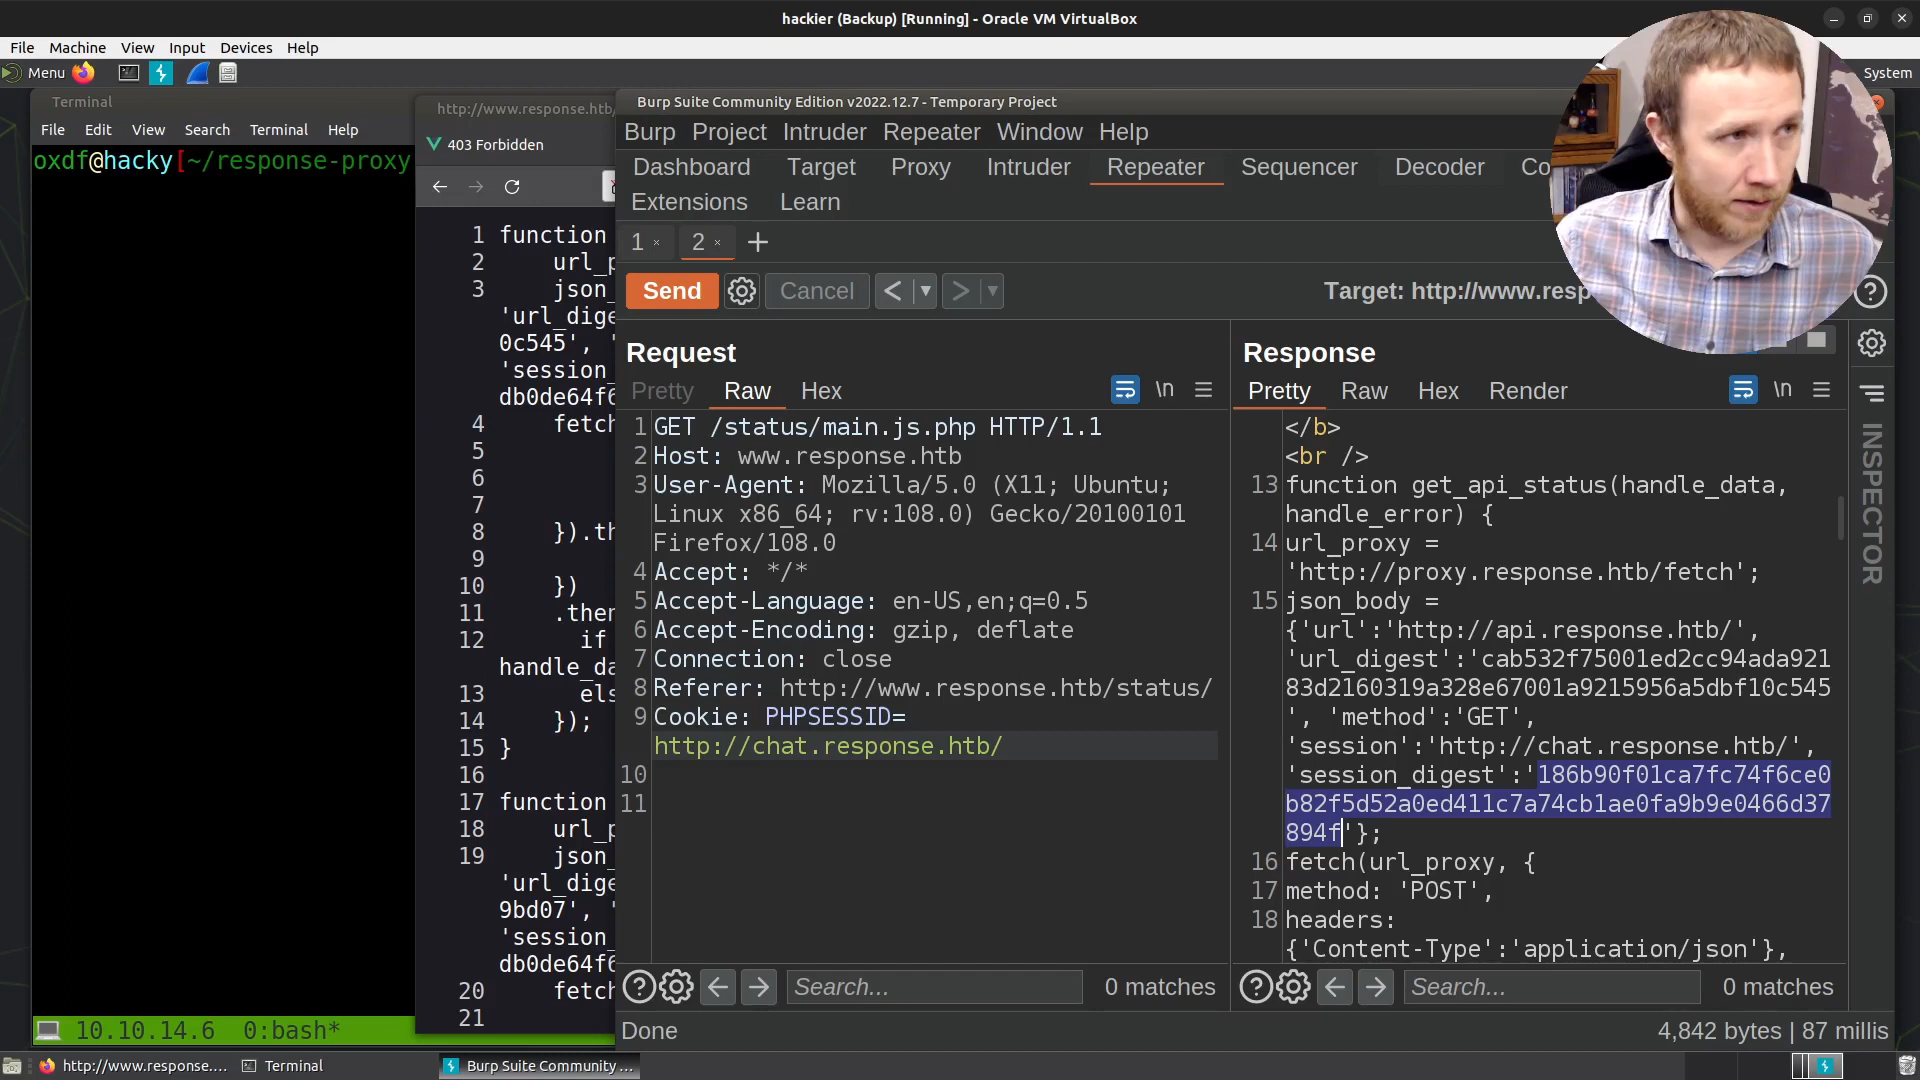 hackier (Backup) [Running] - Oracle VM VirtualBox
File Machine View Input Devices Help
Menu
System
Terminal
File Edit View Search Terminal Help
oxdf@hacky[~/response-proxy
10.10.14.6 0:bash*
http://www.response.htb/
403 Forbidden
1 function
2 url_p
3 json_
'url_dige
0c545', '
'session_
db0de64f6
4 fetch
5
6
7
8 }).th
9
10 })
11 .then
12 if
handle_da
13 els
14 });
15 }
16
17 function
18 url_p
19 json_
'url_dige
9bd07', '
'session_
db0de64f6
20 fetch
21
Burp Suite Community Edition v2022.12.7 - Temporary Project
Burp Project Intruder Repeater Window Help
Dashboard Target Proxy Intruder Repeater Sequencer Decoder Co
Extensions Learn
1 × 2 × +
Send Cancel < >
Target: http://www.resp
Request
Pretty Raw Hex \n
1 GET /status/main.js.php HTTP/1.1
2 Host: www.response.htb
3 User-Agent: Mozilla/5.0 (X11; Ubuntu;
Linux x86_64; rv:108.0) Gecko/20100101
Firefox/108.0
4 Accept: */*
5 Accept-Language: en-US,en;q=0.5
6 Accept-Encoding: gzip, deflate
7 Connection: close
8 Referer: http://www.response.htb/status/
9 Cookie: PHPSESSID=
http://chat.response.htb/
10
11
Search... 0 matches
Response
Pretty Raw Hex Render \n
</b>
<br />
13 function get_api_status(handle_data,
handle_error) {
14 url_proxy =
'http://proxy.response.htb/fetch';
15 json_body =
{'url':'http://api.response.htb/',
'url_digest':'cab532f75001ed2cc94ada921
83d2160319a328e67001a9215956a5dbf10c545
', 'method':'GET',
'session':'http://chat.response.htb/',
'session_digest':'186b90f01ca7fc74f6ce0
b82f5d52a0ed411c7a74cb1ae0fa9b9e0466d37
894f'};
16 fetch(url_proxy, {
17 method: 'POST',
18 headers:
{'Content-Type':'application/json'},
Search... 0 matches
INSPECTOR
Done
4,842 bytes | 87 millis
http://www.response.... Terminal Burp Suite Community ...